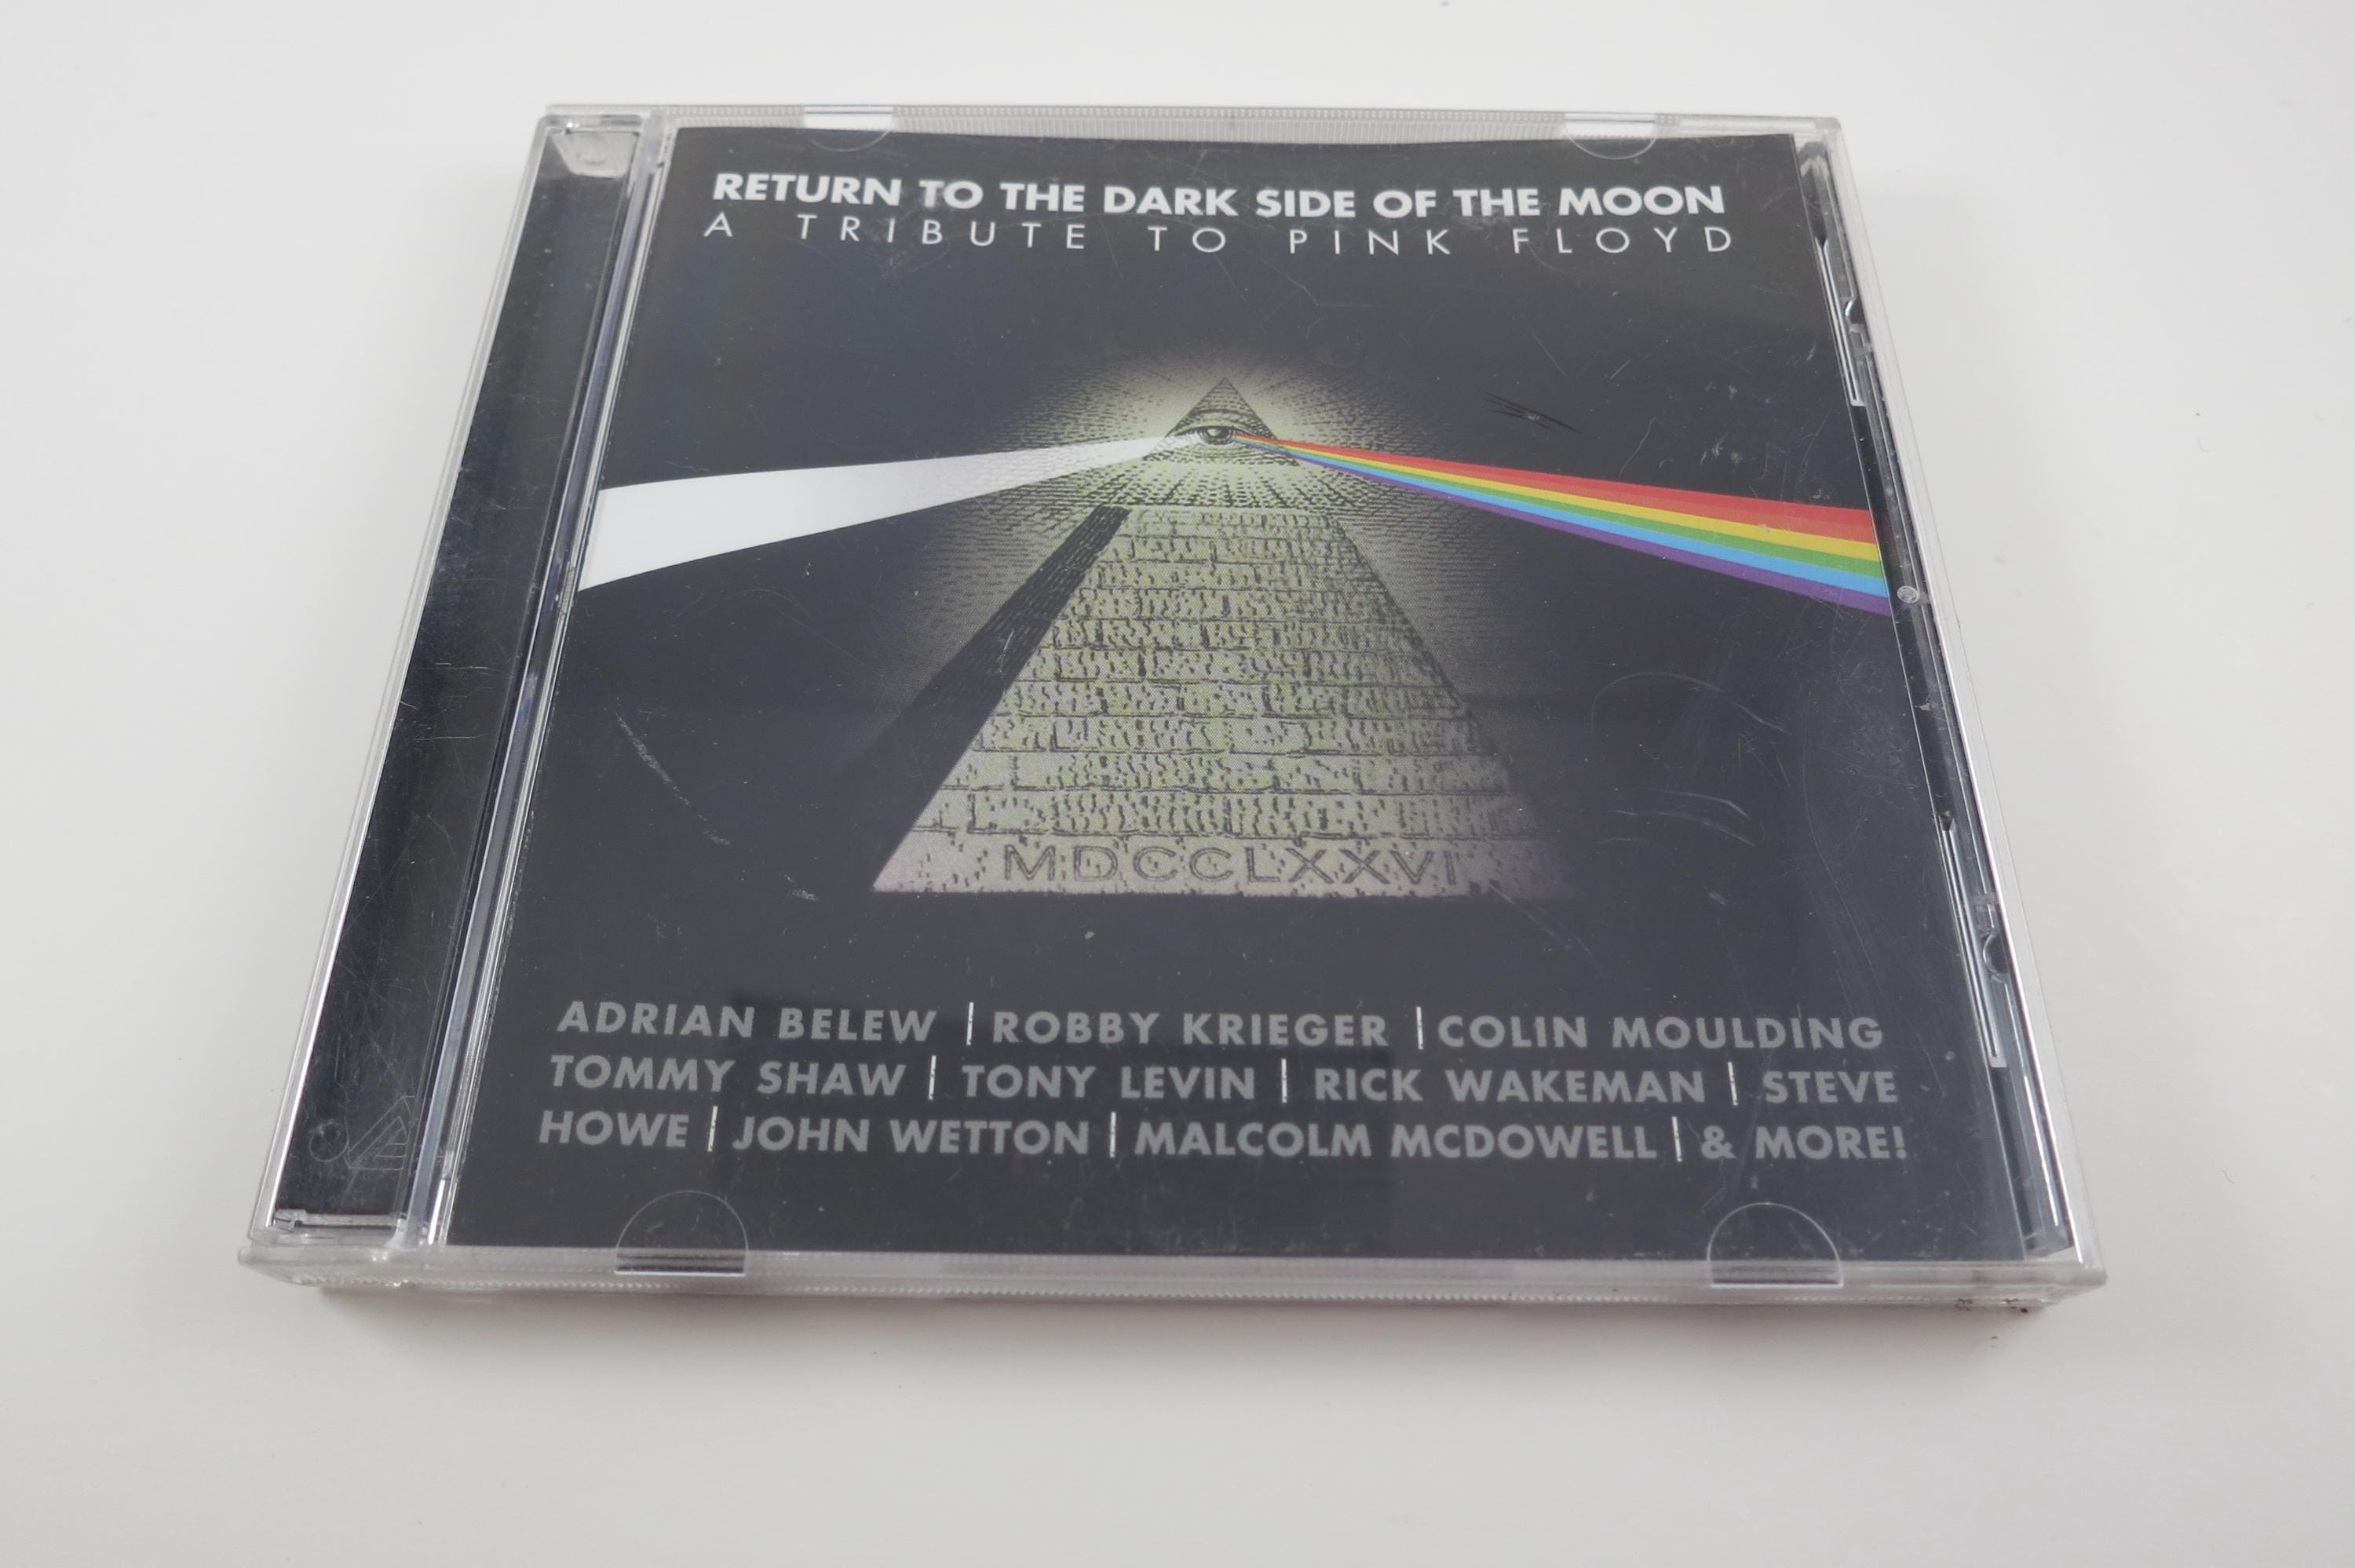 RETURN TO THE DARK SIDE OF THE MOON
A TRIBUTE TO PINK FLOYD
MDCCLXXVI
ADRIAN BELEW | ROBBY KRIEGER | COLIN MOULDING
TOMMY SHAW | TONY LEVIN | RICK WAKEMAN | STEVE
HOWE | JOHN WETTON | MALCOLM MCDOWELL | & MORE!